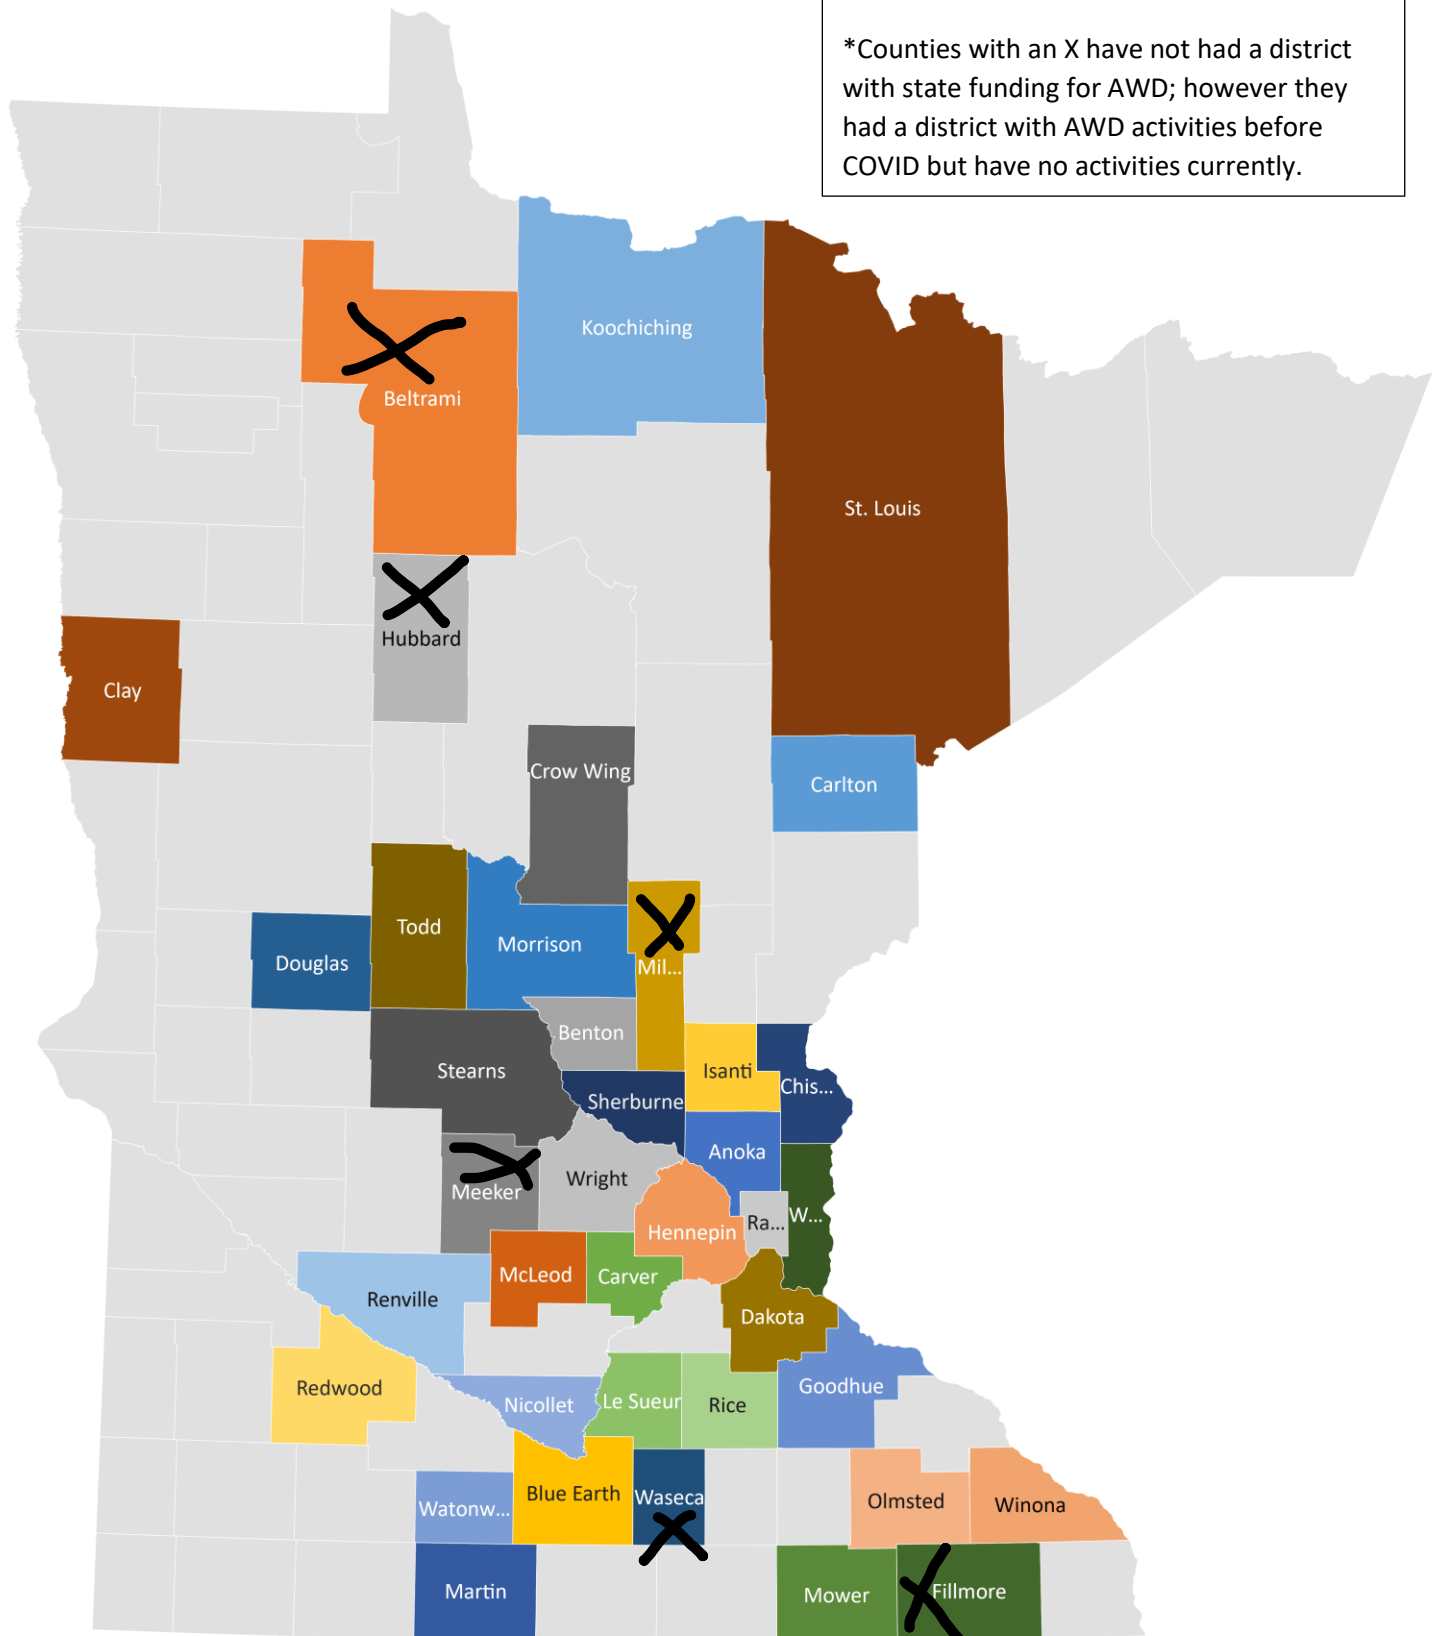 *Counties with an X have not had a district
with state funding for AWD; however they
had a district with AWD activities before
COVID but have no activities currently.
Koochiching
Beltrami
St. Louis
Hubbard
Clay
Crow Wing
Carlton
Todd
Morrison
Douglas
Mil...
Benton
Stearns
Isanti
Chis...
Sherburne
Anoka
Wright
Meeker
Ra...
W...
Hennepin
McLeod
Carver
Renville
Dakota
Redwood
Goodhue
Nicollet
Le Sueur
Rice
Blue Earth
Waseca
Watonw...
Olmsted
Winona
Martin
Mower
Fillmore